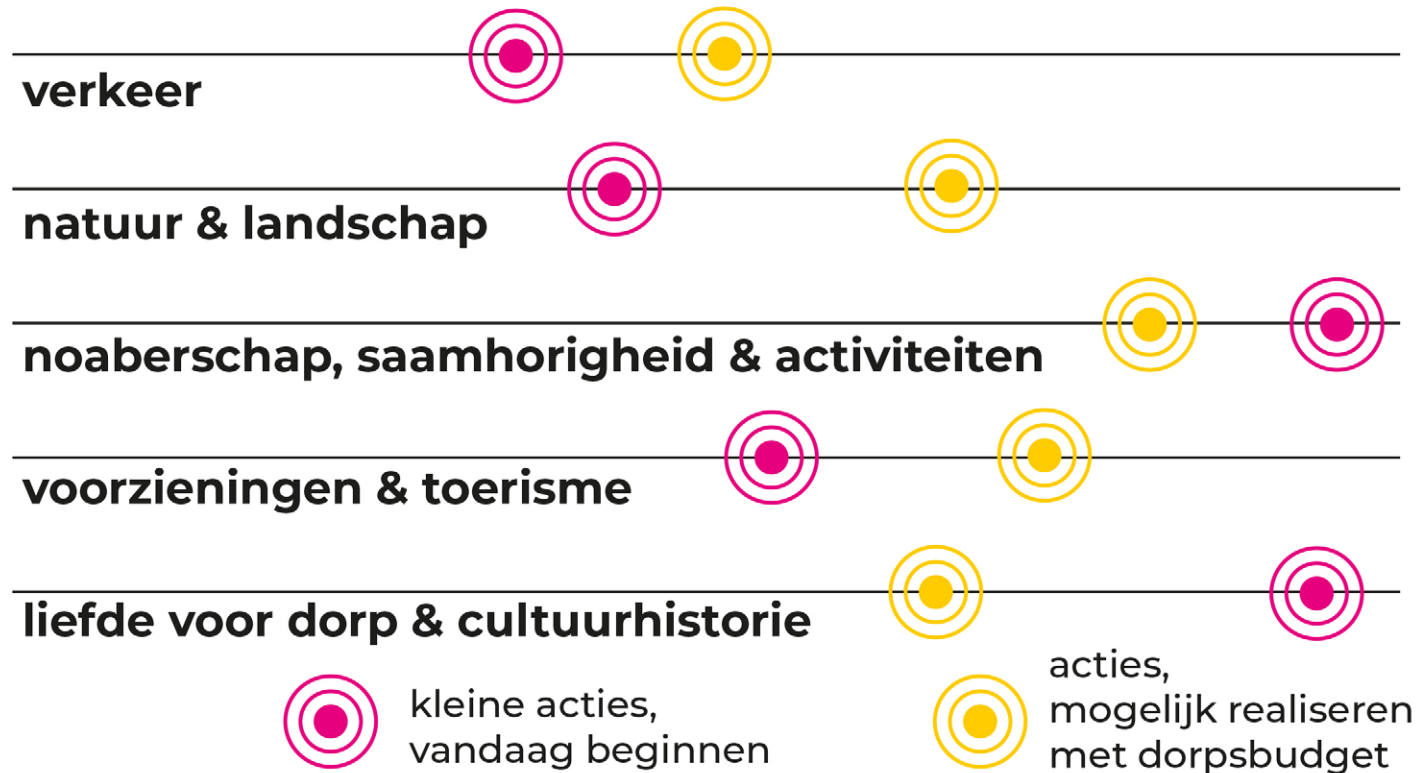 verkeer
natuur & landschap
noaberschap, saamhorigheid & activiteiten
voorzieningen & toerisme
liefde voor dorp & cultuurhistorie
kleine acties,
vandaag beginnen
acties,
mogelijk realiseren
met dorpsbudget